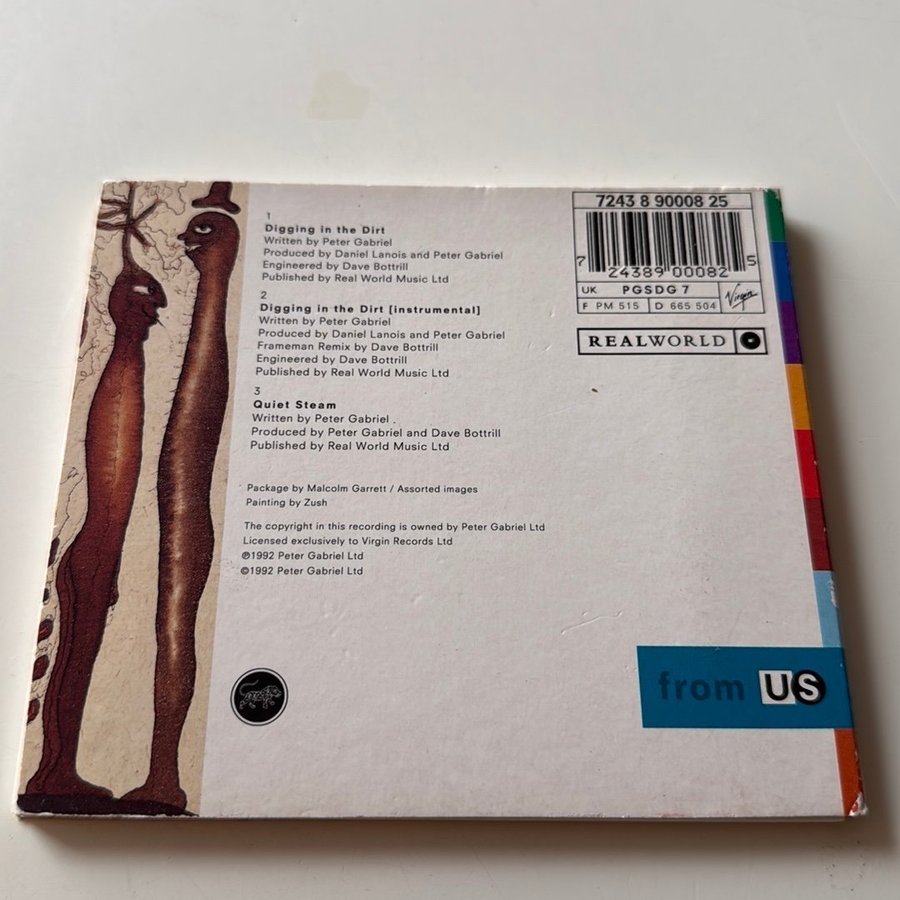 1
Digging in the Dirt
Written by Peter Gabriel
Produced by Daniel Lanois and Peter Gabriel
Engineered by Dave Bottrill
Published by Real World Music Ltd
2
Digging in the Dirt [instrumental]
Written by Peter Gabriel
Produced by Daniel Lanois and Peter Gabriel
Frameman Remix by Dave Bottrill
Engineered by Dave Bottrill
Published by Real World Music Ltd
3
Quiet Steam
Written by Peter Gabriel
Produced by Peter Gabriel and Dave Bottrill
Published by Real World Music Ltd
Package by Malcolm Garrett / Assorted images
Painting by Zush
The copyright in this recording is owned by Peter Gabriel Ltd
Licensed exclusively to Virgin Records Ltd
℗1992 Peter Gabriel Ltd
©1992 Peter Gabriel Ltd
7243 8 90008 25
7 24389 00082 5
UK PGSDG 7
F PM 515 D 665 504 Virgin
REALWORLD
from US